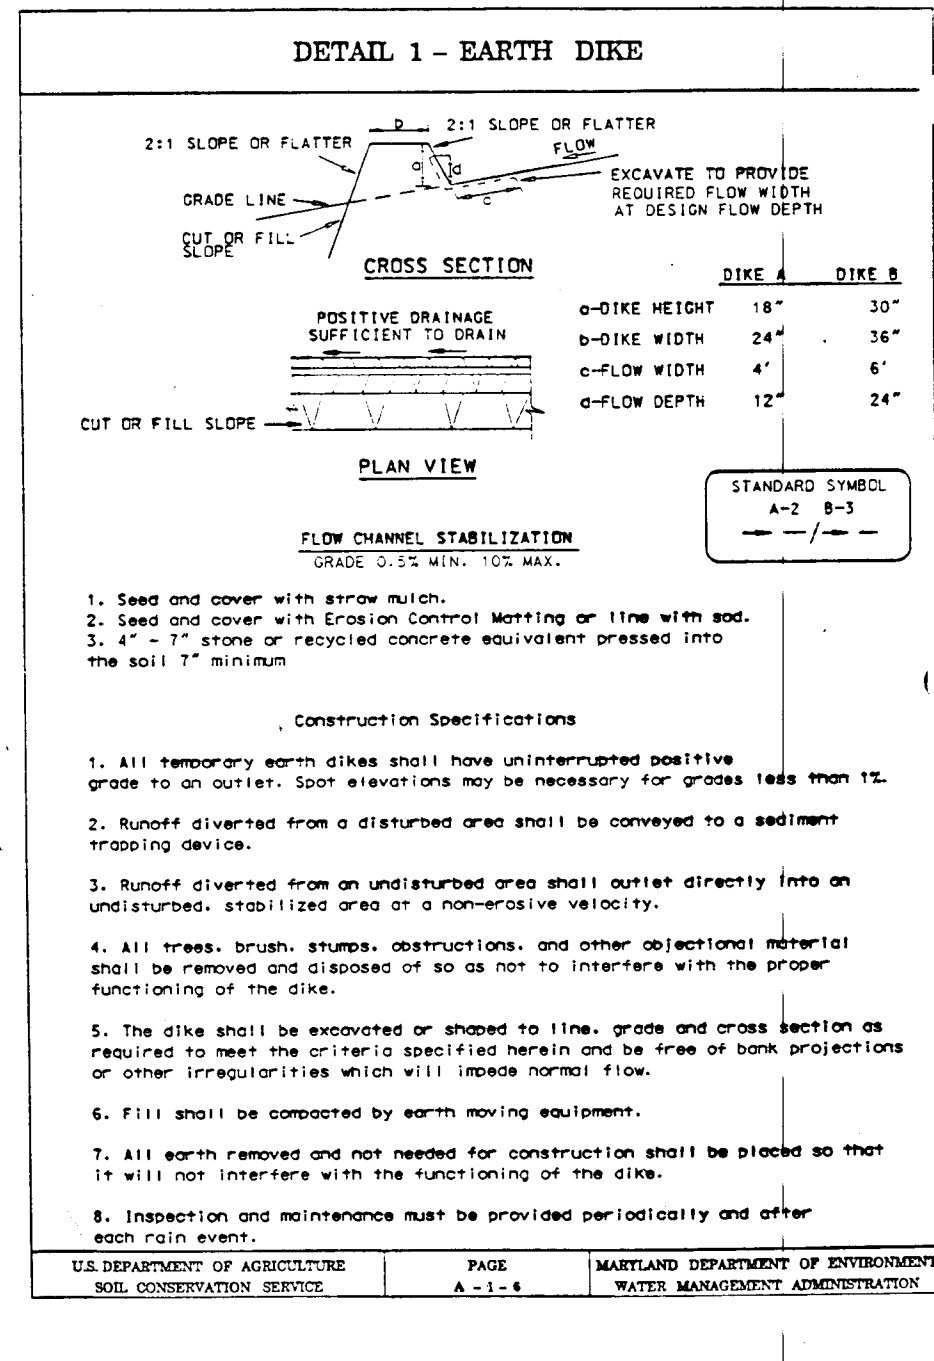 DETAIL 1 - EARTH DIKE
b
2:1 SLOPE OR FLATTER
2:1 SLOPE OR FLATTER
FLOW
a
d
EXCAVATE TO PROVIDE
REQUIRED FLOW WIDTH
AT DESIGN FLOW DEPTH
GRADE LINE
c
CUT OR FILL
SLOPE
CROSS SECTION
DIKE A DIKE B
a-DIKE HEIGHT 18" 30"
b-DIKE WIDTH 24" 36"
c-FLOW WIDTH 4' 6'
d-FLOW DEPTH 12" 24"
POSITIVE DRAINAGE
SUFFICIENT TO DRAIN
CUT OR FILL SLOPE
PLAN VIEW
STANDARD SYMBOL
A-2 B-3
FLOW CHANNEL STABILIZATION
GRADE 0.5% MIN. 10% MAX.
1. Seed and cover with straw mulch.
2. Seed and cover with Erosion Control Matting or line with sod.
3. 4" - 7" stone or recycled concrete equivalent pressed into
the soil 7" minimum
Construction Specifications
1. All temporary earth dikes shall have uninterrupted positive
grade to an outlet. Spot elevations may be necessary for grades less than 1%.
2. Runoff diverted from a disturbed area shall be conveyed to a sediment
trapping device.
3. Runoff diverted from an undisturbed area shall outlet directly into an
undisturbed, stabilized area at a non-erosive velocity.
4. All trees, brush, stumps, obstructions, and other objectional material
shall be removed and disposed of so as not to interfere with the proper
functioning of the dike.
5. The dike shall be excavated or shaped to line, grade and cross section as
required to meet the criteria specified herein and be free of bank projections
or other irregularities which will impede normal flow.
6. Fill shall be compacted by earth moving equipment.
7. All earth removed and not needed for construction shall be placed so that
it will not interfere with the functioning of the dike.
8. Inspection and maintenance must be provided periodically and after
each rain event.
U.S. DEPARTMENT OF AGRICULTURE
SOIL CONSERVATION SERVICE
PAGE
A - 1 - 6
MARYLAND DEPARTMENT OF ENVIRONMENT
WATER MANAGEMENT ADMINISTRATION